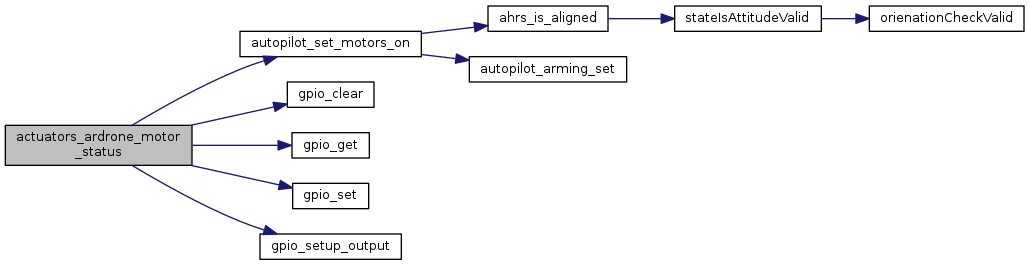 actuators_ardrone_motor
_status
autopilot_set_motors_on
ahrs_is_aligned
stateIsAttitudeValid
orienationCheckValid
autopilot_arming_set
gpio_clear
gpio_get
gpio_set
gpio_setup_output